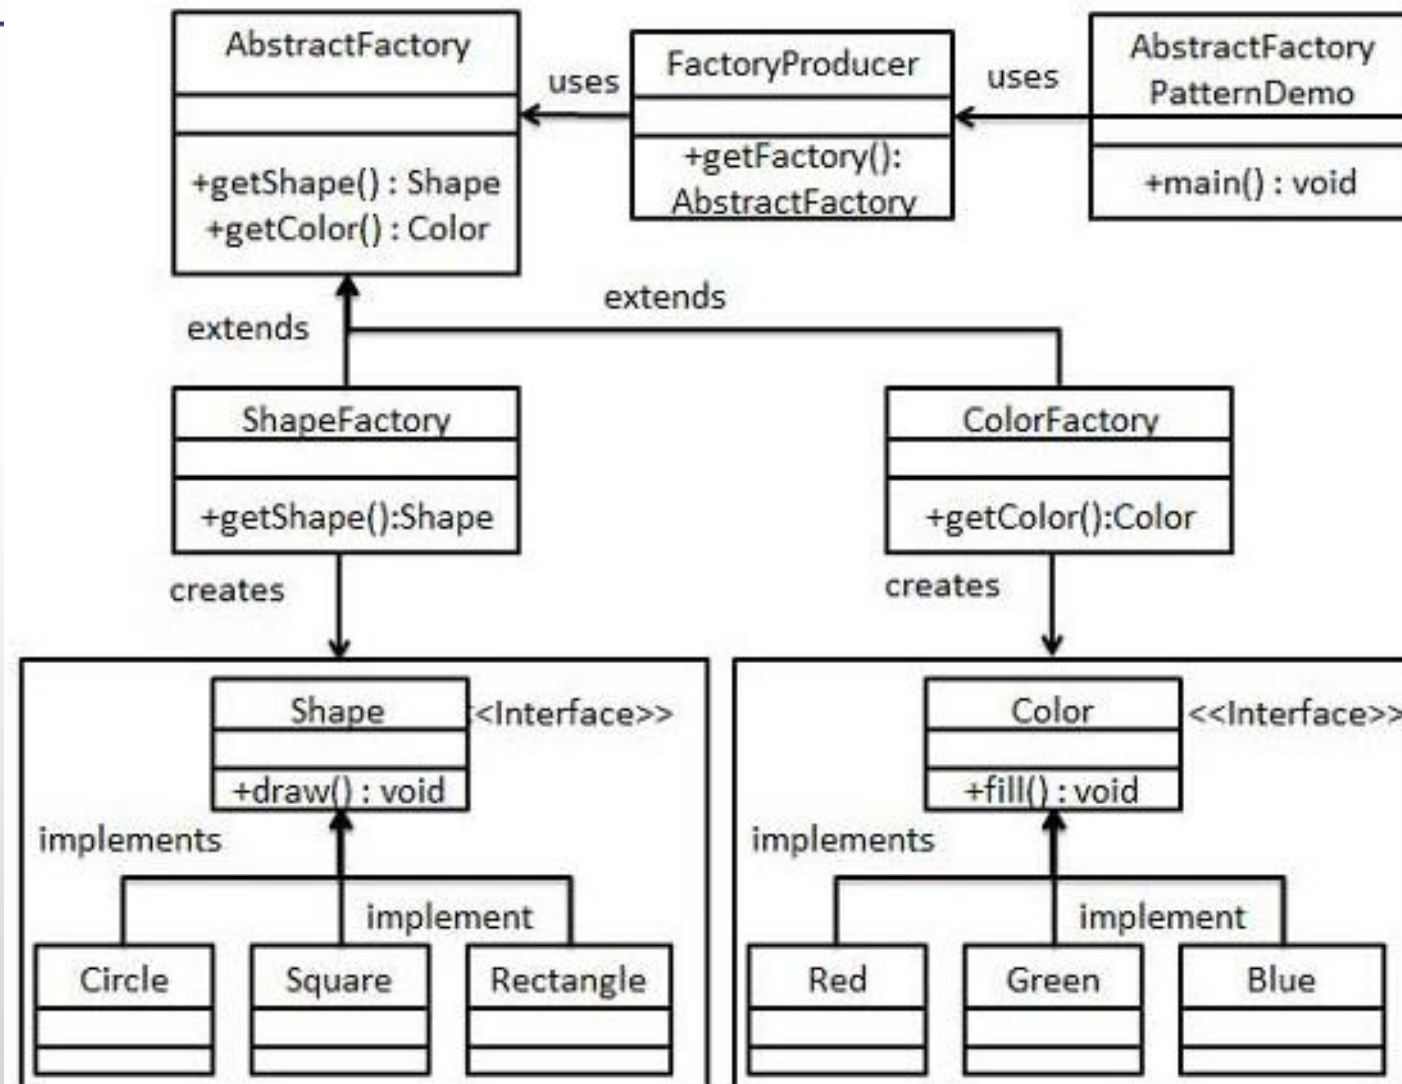 AbstractFactory
+getShape() : Shape
+getColor() : Color
uses
FactoryProducer
+getFactory():
AbstractFactory
uses
AbstractFactory
PatternDemo
+main() : void
extends
extends
ShapeFactory
+getShape():Shape
ColorFactory
+getColor():Color
creates
creates
Shape
<<Interface>>
+draw() : void
implements
implement
Circle
Square
Rectangle
Color
<<Interface>>
+fill() : void
implements
implement
Red
Green
Blue